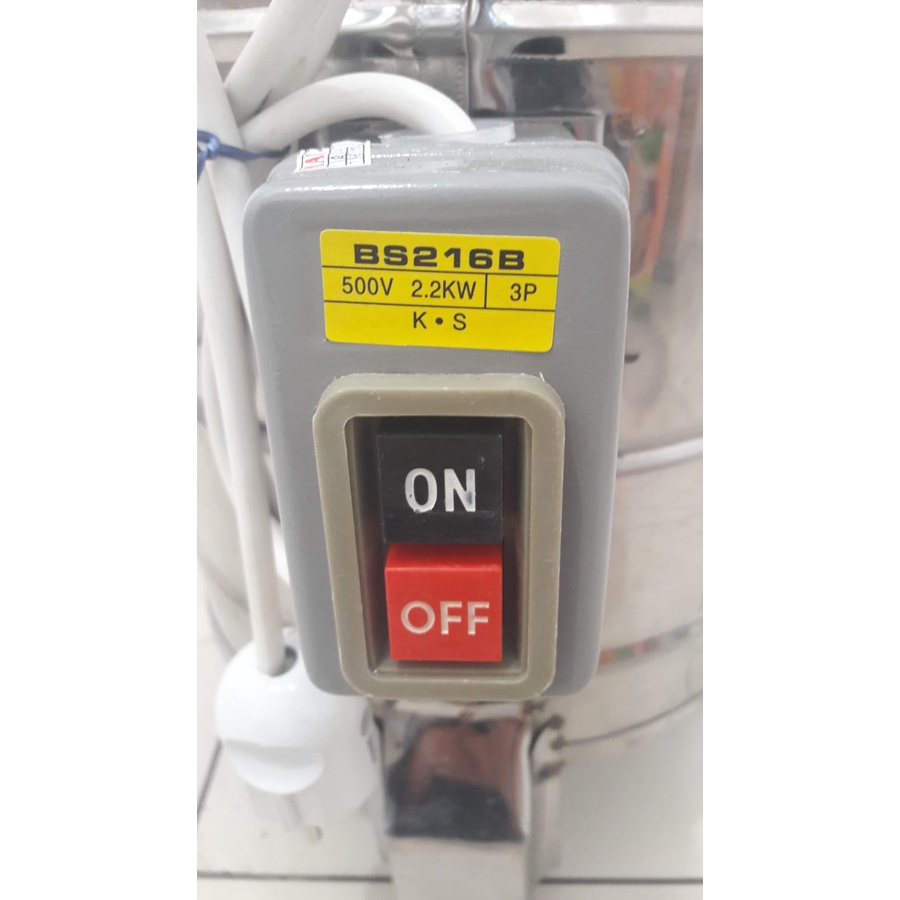 BS216B
500V 2.2KW 3P
K • S
ON
OFF